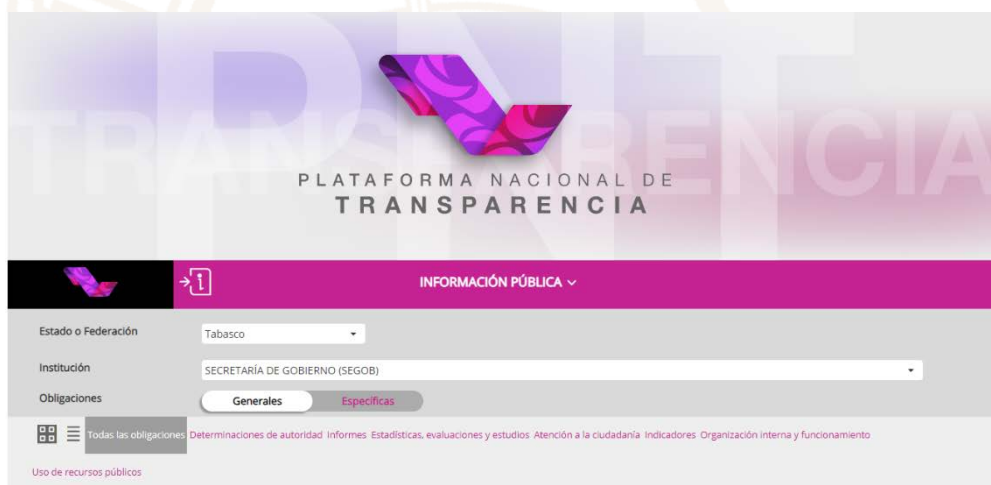 PNT
TRANSPARENCIA
PLATAFORMA NACIONAL DE
TRANSPARENCIA
INFORMACIÓN PÚBLICA
Estado o Federación
Tabasco
Institución
SECRETARÍA DE GOBIERNO (SEGOB)
Obligaciones
Generales Específicas
Todas las obligaciones Determinaciones de autoridad Informes Estadísticas, evaluaciones y estudios Atención a la ciudadanía Indicadores Organización interna y funcionamiento
Uso de recursos públicos